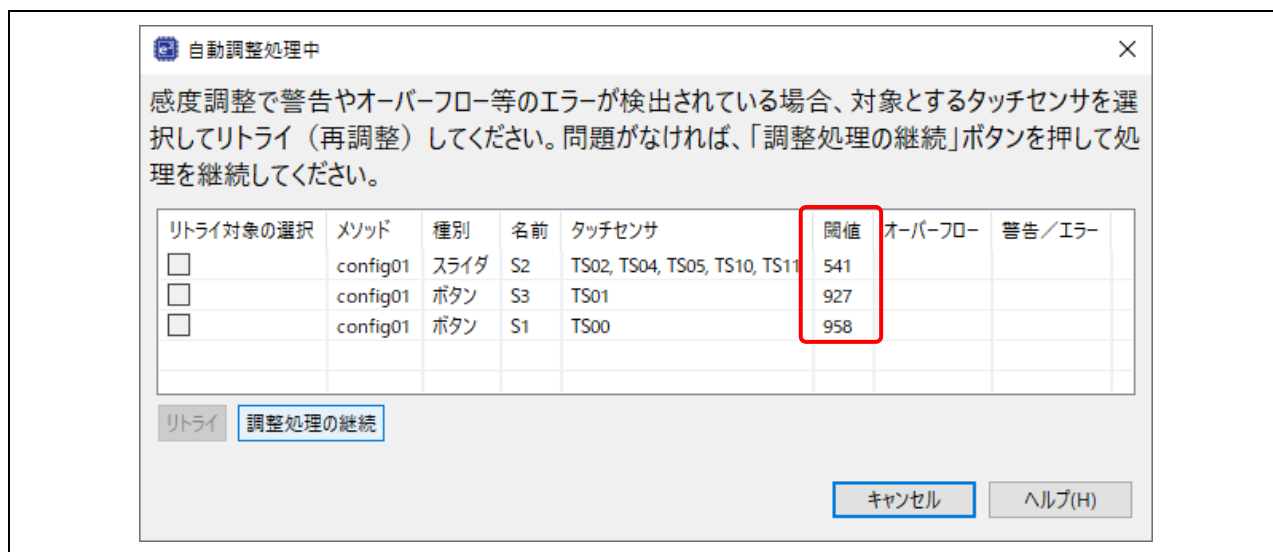 自動調整処理中
感度調整で警告やオーバーフロー等のエラーが検出されている場合、対象とするタッチセンサを選
択してリトライ（再調整）してください。問題がなければ、「調整処理の継続」ボタンを押して処
理を継続してください。
リトライ対象の選択 メソッド 種別 名前 タッチセンサ 閾値 オーバーフロー 警告／エラー
config01 スライダ S2 TS02, TS04, TS05, TS10, TS11 541
config01 ボタン S3 TS01 927
config01 ボタン S1 TS00 958
リトライ 調整処理の継続
キャンセル ヘルプ(H)